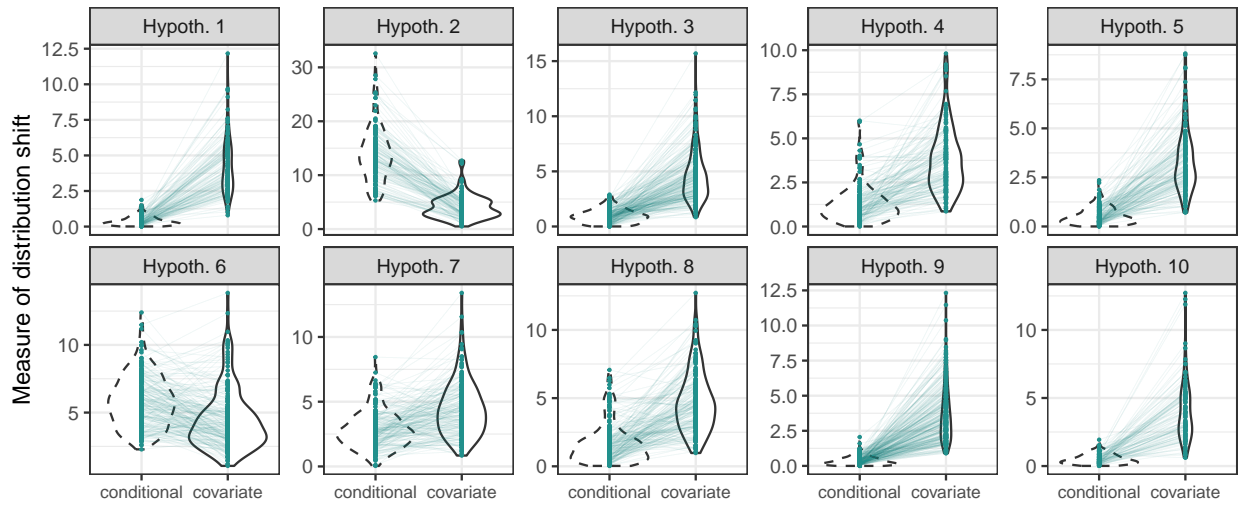 Measure of distribution shift
Hypoth. 1
12.5
10.0
7.5
5.0
2.5
0.0
Hypoth. 2
30
20
10
0
Hypoth. 3
15
10
5
0
Hypoth. 4
10.0
7.5
5.0
2.5
0.0
Hypoth. 5
7.5
5.0
2.5
0.0
Hypoth. 6
10
5
conditional covariate
Hypoth. 7
10
5
0
conditional covariate
Hypoth. 8
10
5
0
conditional covariate
Hypoth. 9
12.5
10.0
7.5
5.0
2.5
0.0
conditional covariate
Hypoth. 10
10
5
0
conditional covariate